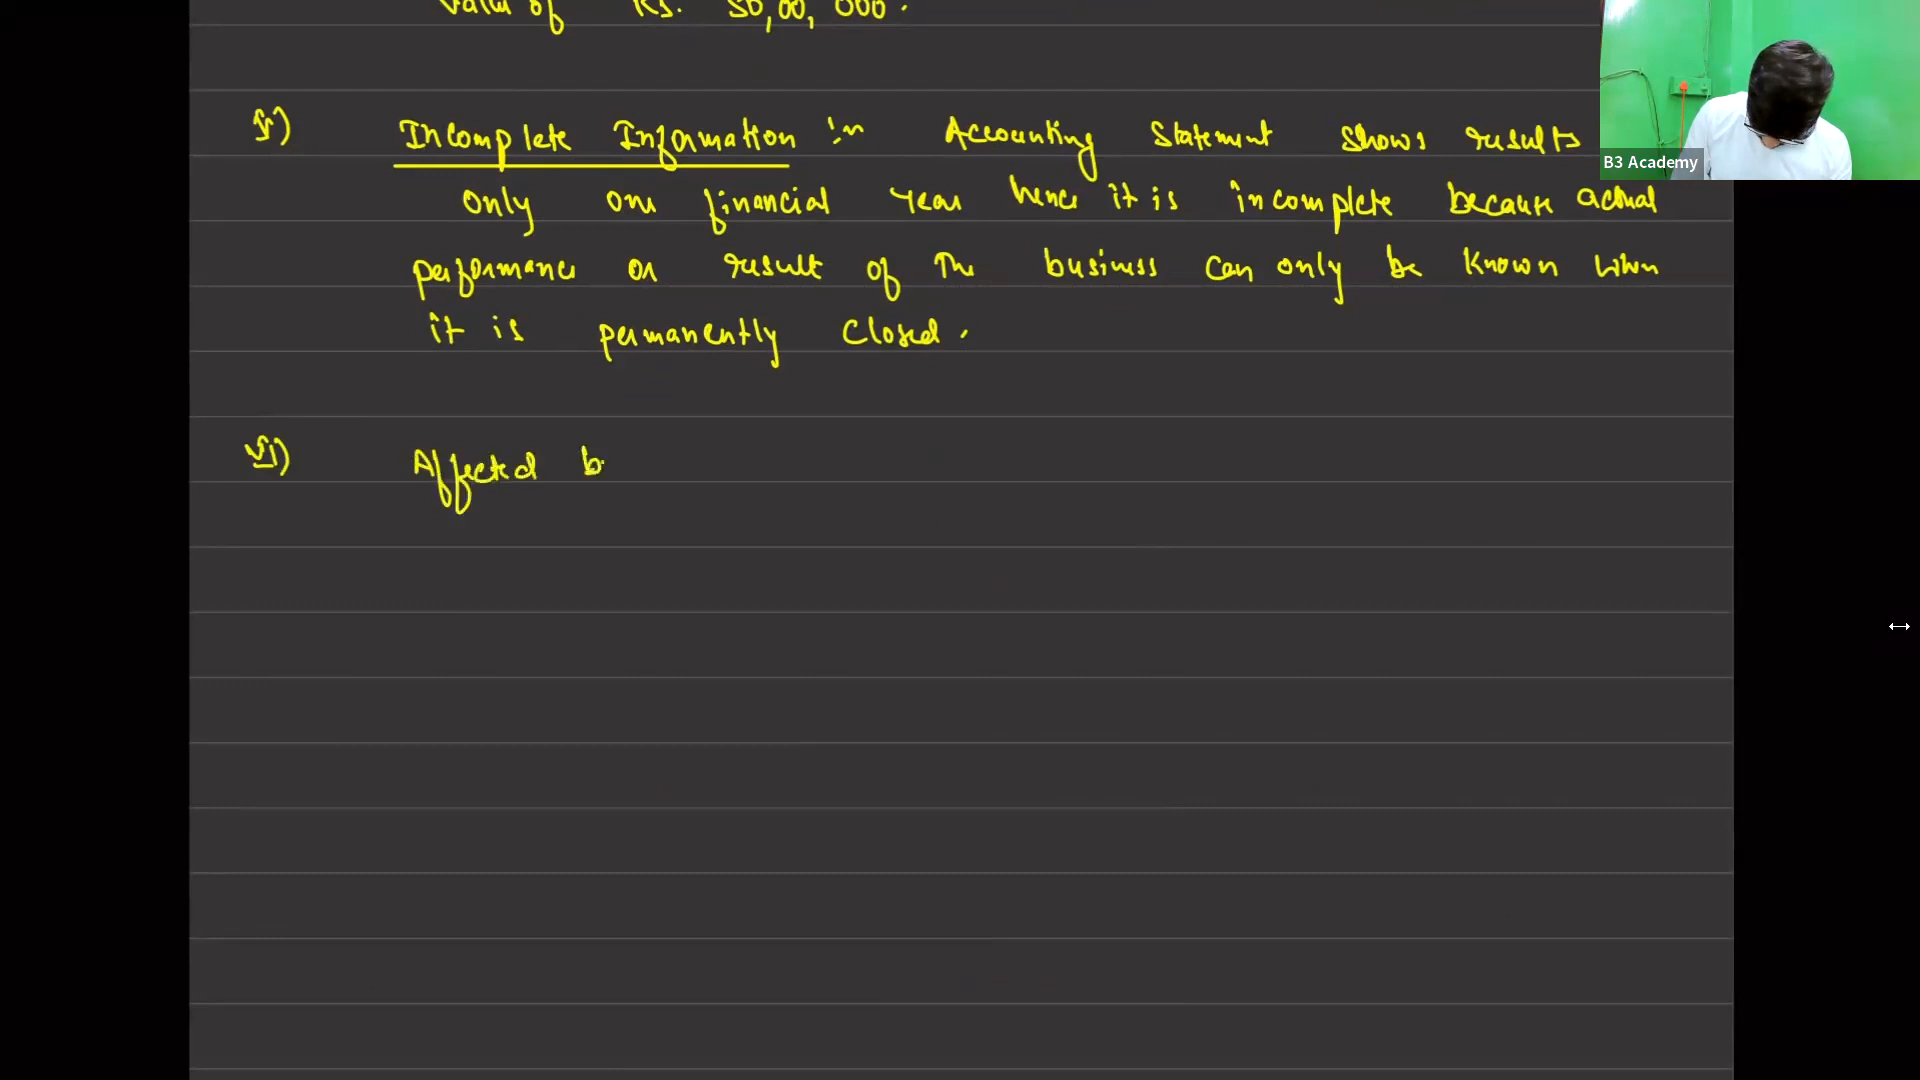 Value of Rs. 50,00,000.
v) Incomplete Information :- Accounting Statement shows results
only one financial year hence it is incomplete because actual
performance or result of the business can only be known when
it is permanently closed.
vi) Affected b
B3 Academy